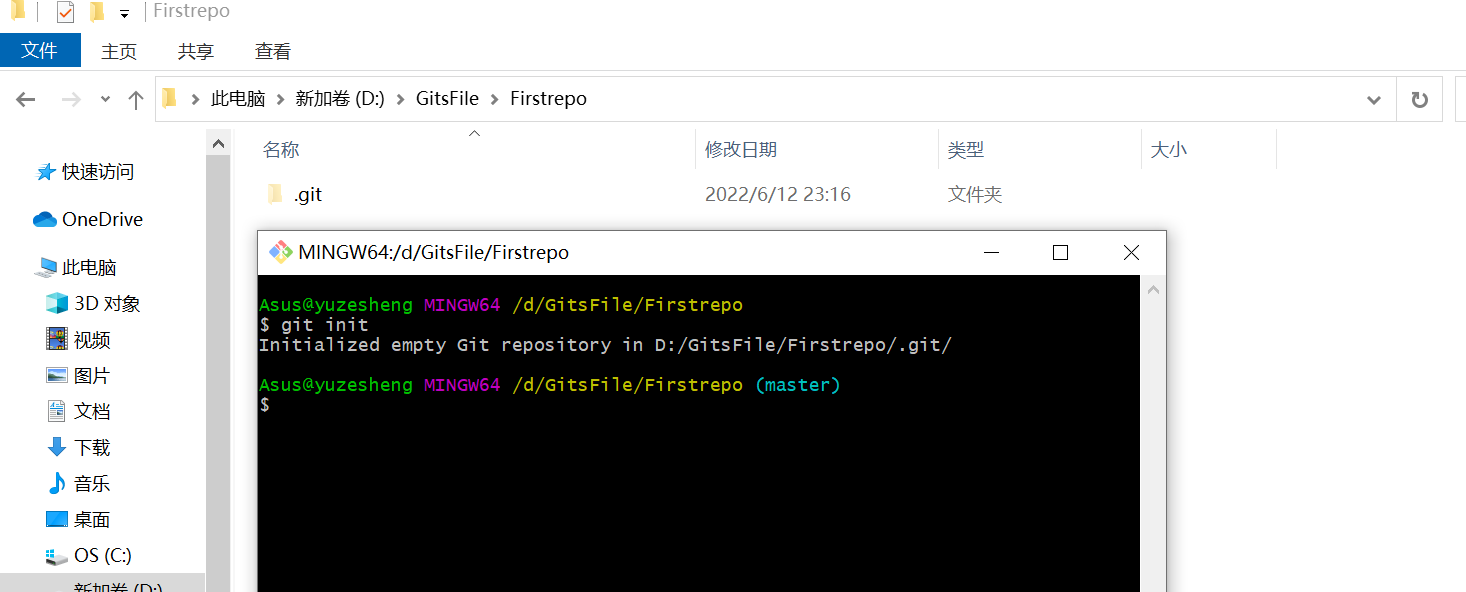 Firstrepo
文件 主页 共享 查看
此电脑 新加卷 (D:) GitsFile Firstrepo
名称 修改日期 类型 大小
快速访问
.git 2022/6/12 23:16 文件夹
OneDrive
MINGW64:/d/GitsFile/Firstrepo
此电脑
3D 对象
视频
图片
文档
下载
音乐
桌面
OS (C:)
新加卷 (D:)
Asus@yuzesheng MINGW64 /d/GitsFile/Firstrepo
$ git init
Initialized empty Git repository in D:/GitsFile/Firstrepo/.git/
Asus@yuzesheng MINGW64 /d/GitsFile/Firstrepo (master)
$